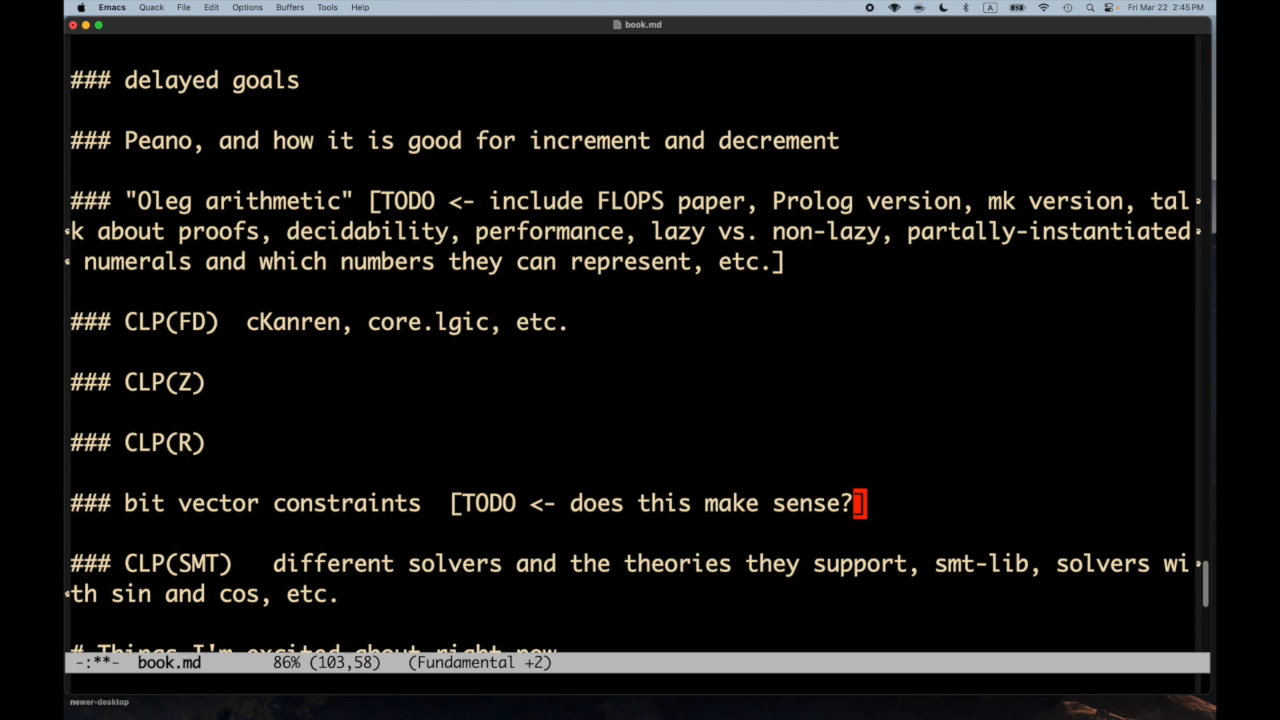 Emacs Quack File Edit Options Buffers Tools Help Fri Mar 22 2:45 PM
book.md
### delayed goals
### Peano, and how it is good for increment and decrement
### "Oleg arithmetic" [TODO <- include FLOPS paper, Prolog version, mk version, tal
k about proofs, decidability, performance, lazy vs. non-lazy, partally-instantiated
numerals and which numbers they can represent, etc.]
### CLP(FD) cKanren, core.lgic, etc.
### CLP(Z)
### CLP(R)
### bit vector constraints [TODO <- does this make sense?]
### CLP(SMT) different solvers and the theories they support, smt-lib, solvers wi
th sin and cos, etc.
# Things I'm excited about right now
-:**- book.md 86% (103,58) (Fundamental +2)
newer-desktop